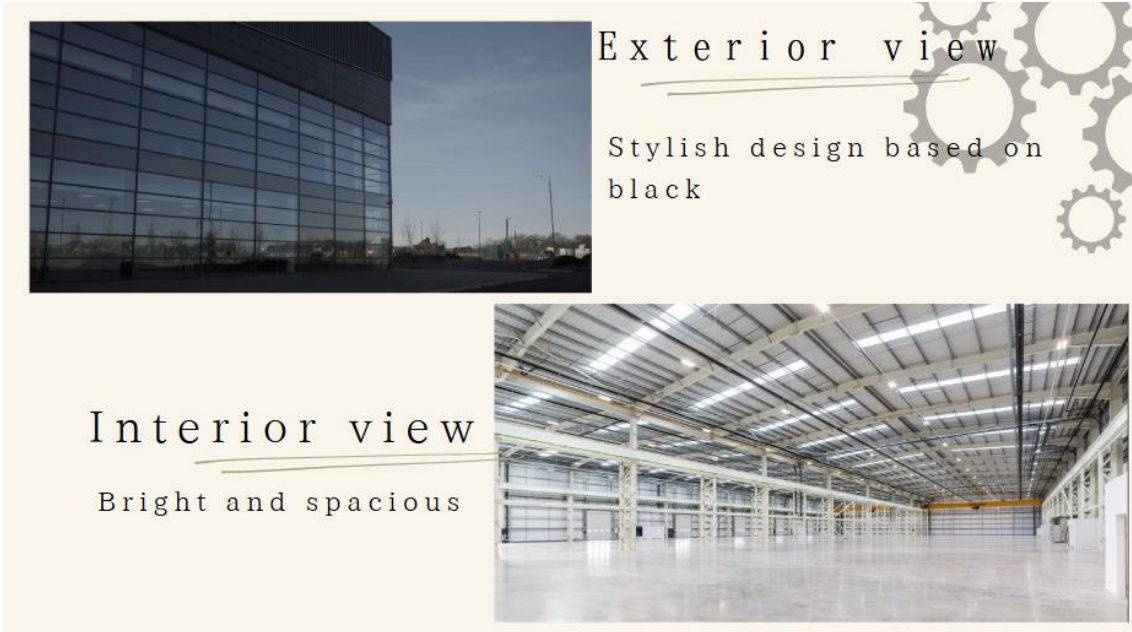 Exterior view
Stylish design based on
black
Interior view
Bright and spacious